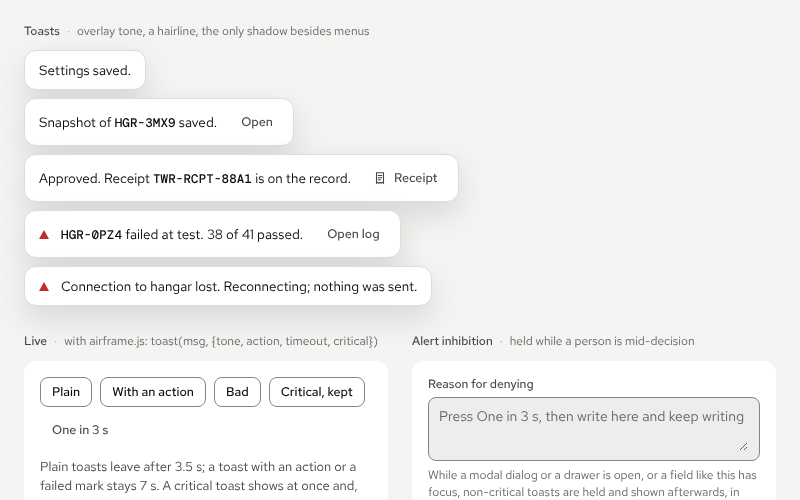 Toasts · overlay tone, a hairline, the only shadow besides menus
Settings saved.
Snapshot of HGR-3MX9 saved. Open
Approved. Receipt TWR-RCPT-88A1 is on the record. Receipt
HGR-0PZ4 failed at test. 38 of 41 passed. Open log
Connection to hangar lost. Reconnecting; nothing was sent.
Live · with airframe.js: toast(msg, {tone, action, timeout, critical})
Plain With an action Bad Critical, kept
One in 3 s
Plain toasts leave after 3.5 s; a toast with an action or a
failed mark stays 7 s. A critical toast shows at once and,
Alert inhibition · held while a person is mid-decision
Reason for denying
Press One in 3 s, then write here and keep writing
While a modal dialog or a drawer is open, or a field like this has
focus, non-critical toasts are held and shown afterwards, in